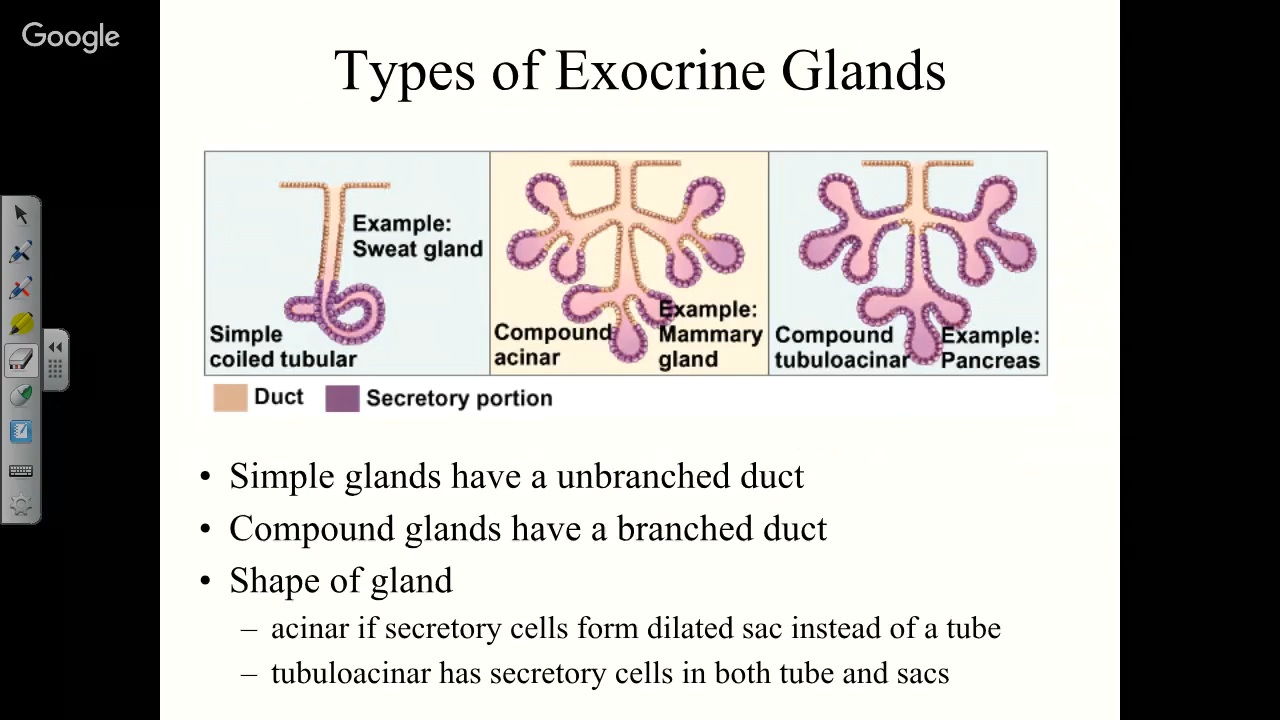 Google
Types of Exocrine Glands
Example:
Sweat gland
Simple
coiled tubular
Compound
acinar
Example:
Mammary
gland
Compound
tubuloacinar
Example:
Pancreas
Duct
Secretory portion
• Simple glands have a unbranched duct
• Compound glands have a branched duct
• Shape of gland
– acinar if secretory cells form dilated sac instead of a tube
– tubuloacinar has secretory cells in both tube and sacs